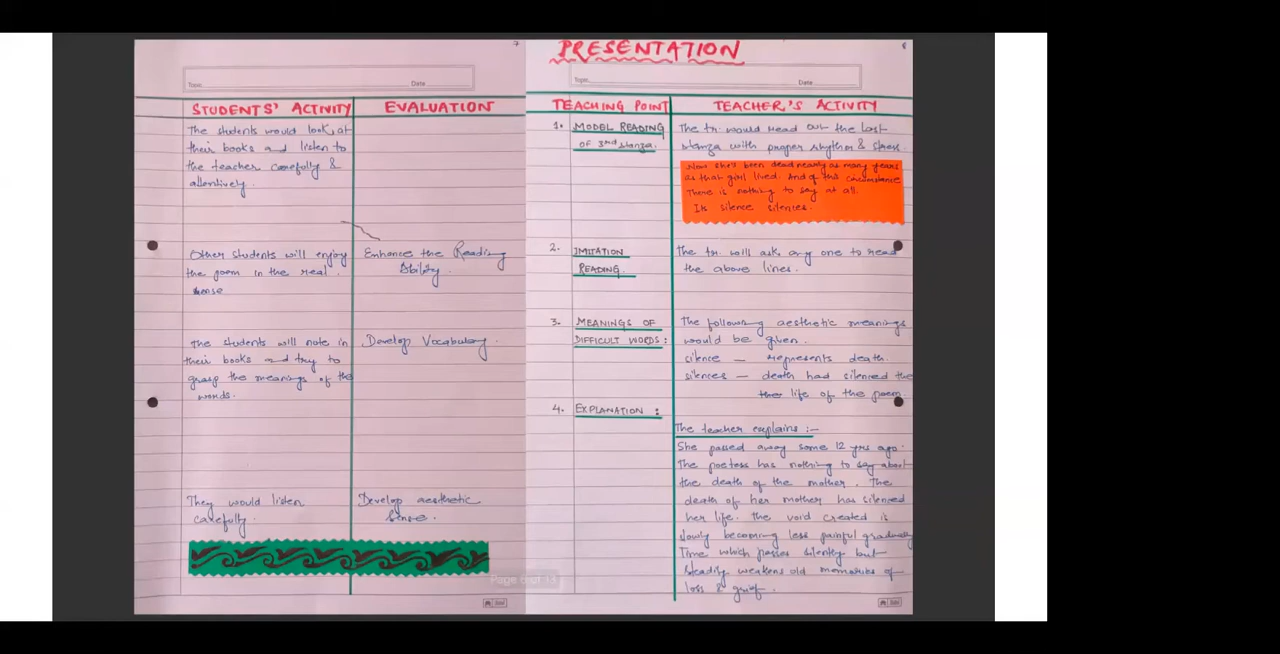 7
Topic
Date
STUDENTS' ACTIVITY
EVALUATION
The students would look at
their books and listen to
the teacher carefully &
attentively.
Other students will enjoy
the poem in the real
sense
Enhance the Reading
Ability.
The students will note in
their books and try to
grasp the meanings of the
words.
Develop Vocabulary.
They would listen
carefully.
Develop aesthetic
Sense.
Page 6 of 13
PRESENTATION
8
Topic
Date
TEACHING POINT
TEACHER'S ACTIVITY
1. MODEL READING
OF 3rd Stanza
The tr. would read out the last
stanza with proper rhythm & stress.
Now she's been dead nearly as many years
as that girl lived. And of this circumstance
There is nothing to say at all.
Its silence silences.
2. IMITATION
READING.
The tr. will ask any one to read
the above lines.
3. MEANINGS OF
DIFFICULT WORDS:
The following aesthetic meanings
would be given.
silence – represents death.
silences – death had silenced the
the life of the poem.
4. EXPLANATION :
The teacher explains :-
She passed away some 12 yrs ago.
The poetess has nothing to say about
the death of the mother. The
death of her mother has silenced
her life. The void created is
slowly becoming less painful gradually
Time which passes silently but
steadily weakens old memories of
loss & grief.